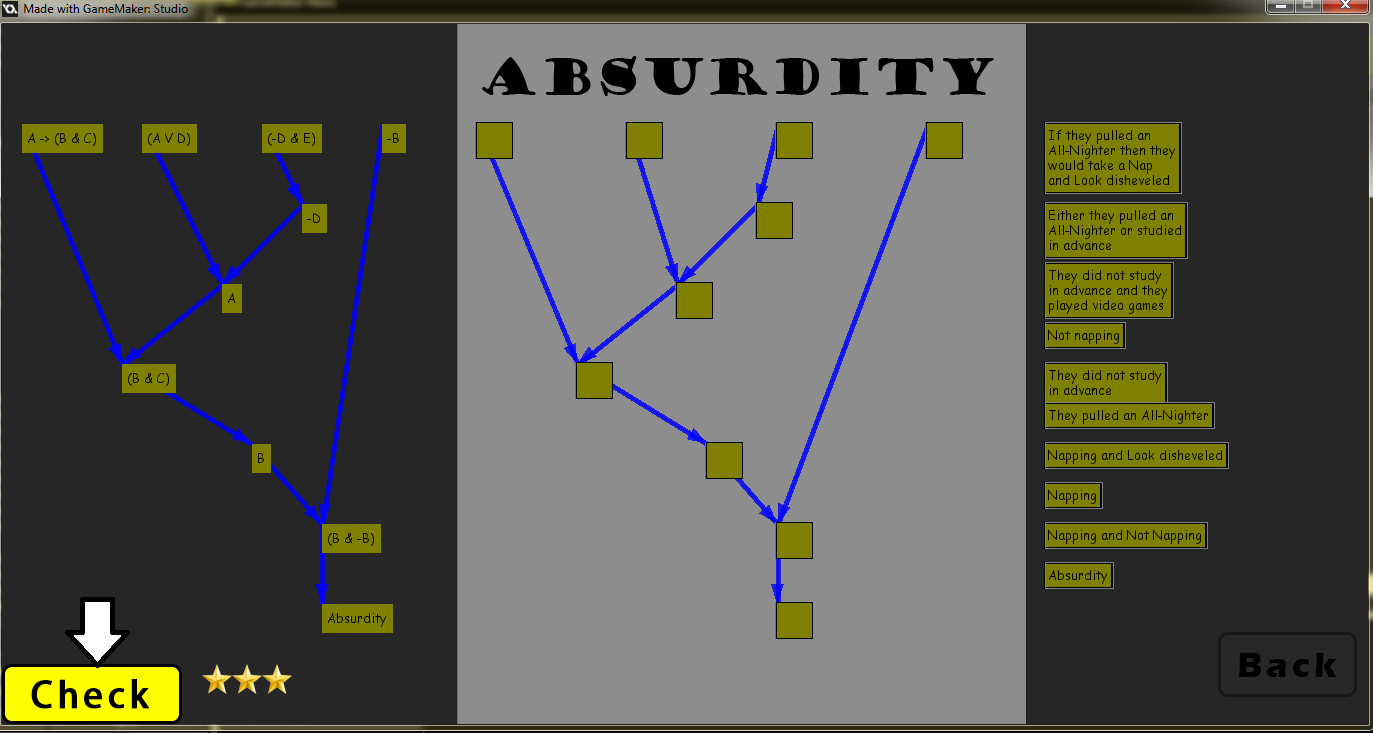 Made with GameMaker: Studio
ABSURDITY
A -> (B & C)
(A V D)
(-D & E)
-B
-D
A
(B & C)
B
(B & -B)
Absurdity
If they pulled an
All-Nighter then they
would take a Nap
and Look disheveled
Either they pulled an
All-Nighter or studied
in advance
They did not study
in advance and they
played video games
Not napping
They did not study
in advance
They pulled an All-Nighter
Napping and Look disheveled
Napping
Napping and Not Napping
Absurdity
Check
Back